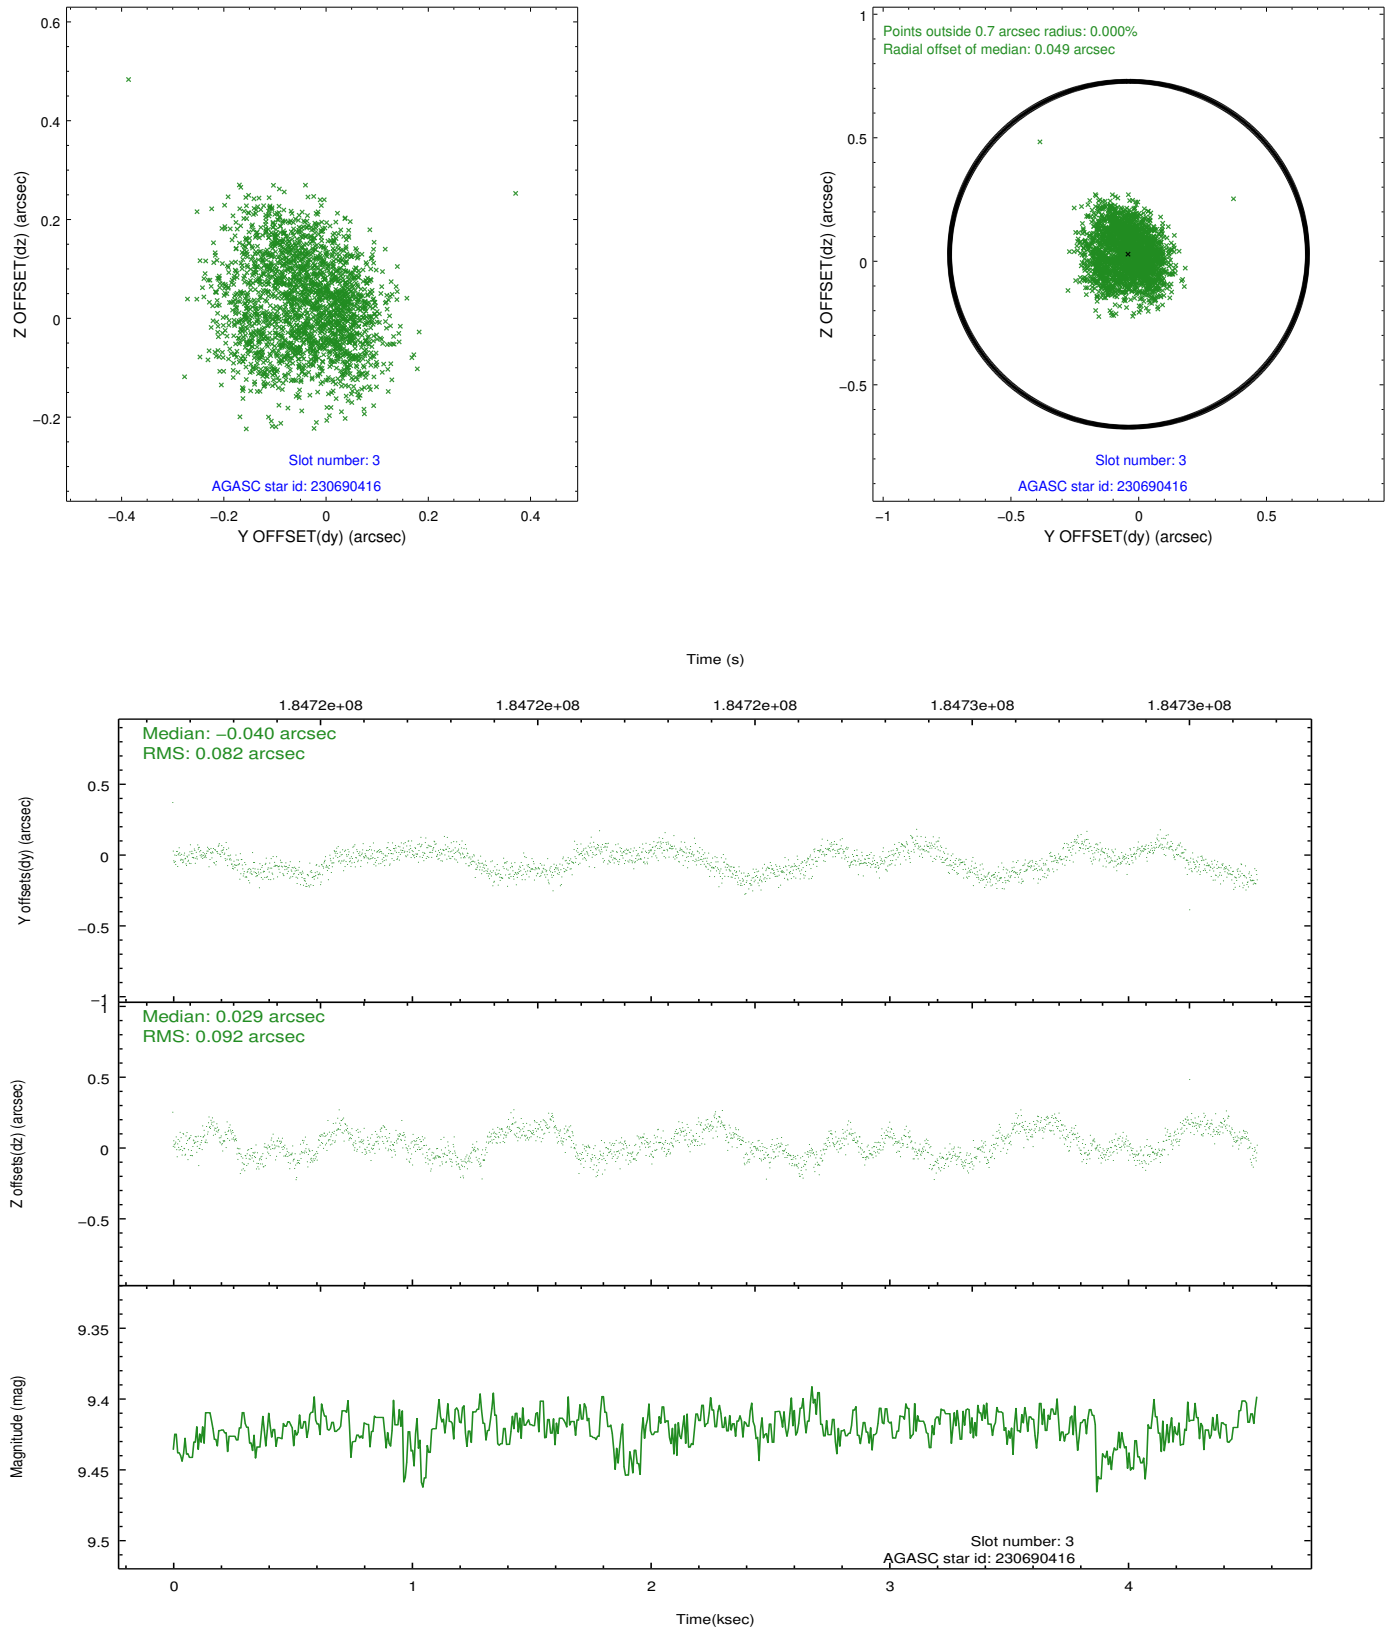 0.6
0.4
0.2
0
−0.2
Z OFFSET(dz) (arcsec)
Slot number: 3
AGASC star id: 230690416
−0.4
−0.2
0
0.2
0.4
Y OFFSET(dy) (arcsec)
Points outside 0.7 arcsec radius: 0.000%
Radial offset of median: 0.049 arcsec
1
0.5
0
−0.5
Z OFFSET(dz) (arcsec)
Slot number: 3
AGASC star id: 230690416
−1
−0.5
0
0.5
Y OFFSET(dy) (arcsec)
Time (s)
1.8472e+08
1.8472e+08
1.8472e+08
1.8473e+08
1.8473e+08
Median: −0.040 arcsec
RMS: 0.082 arcsec
0.5
0
−0.5
−1
Y offsets(dy) (arcsec)
Median: 0.029 arcsec
RMS: 0.092 arcsec
1
0.5
0
−0.5
Z offsets(dz) (arcsec)
9.35
9.4
9.45
9.5
Magnitude (mag)
Slot number: 3
AGASC star id: 230690416
0
1
2
3
4
Time(ksec)